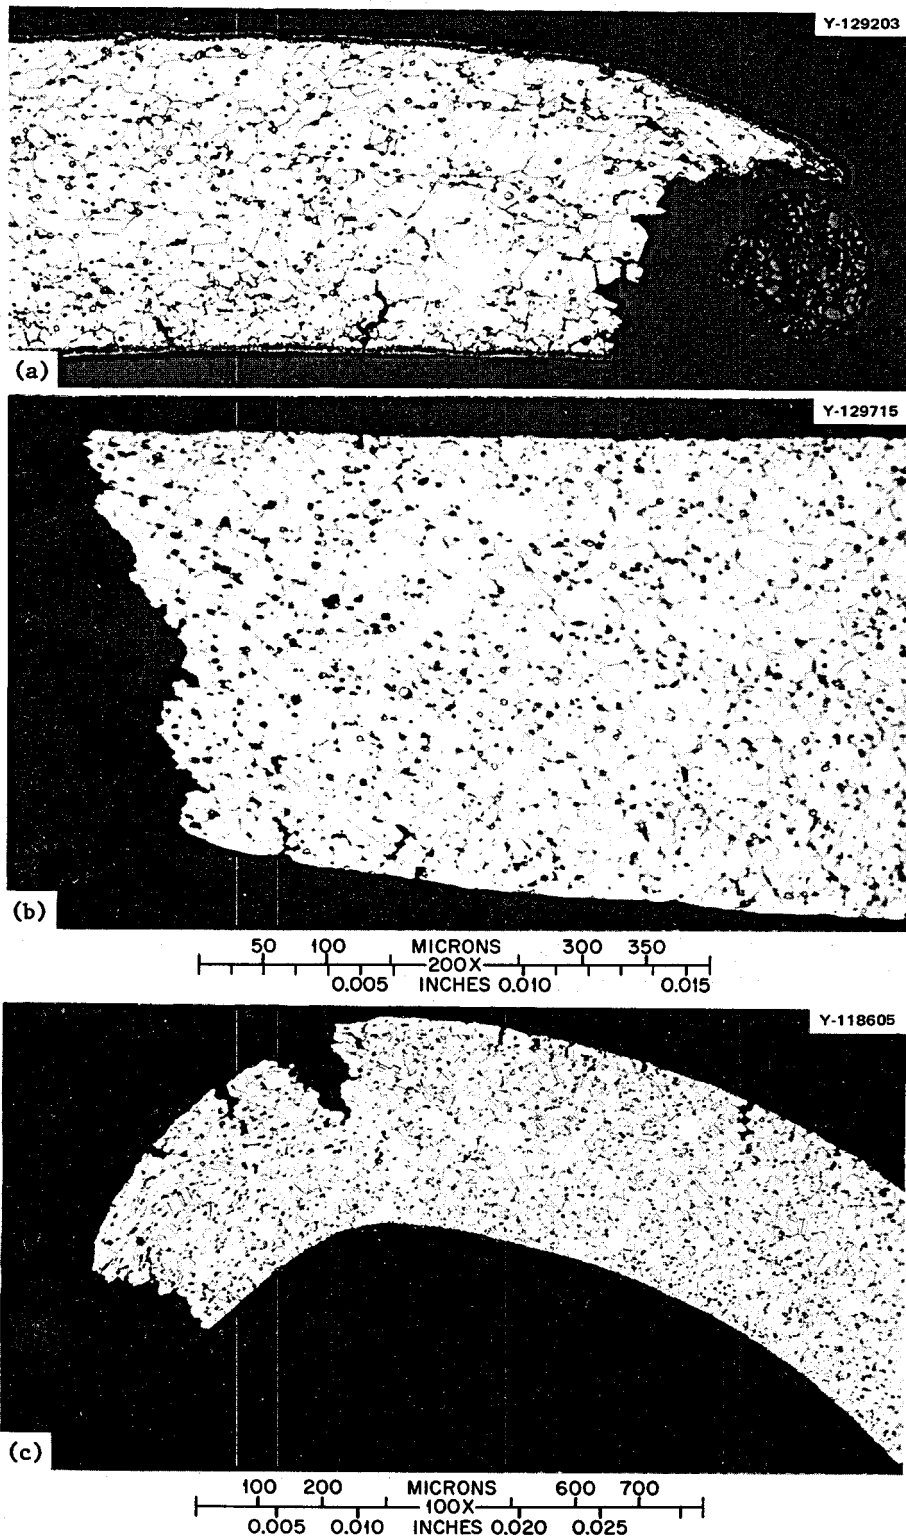 Y-129203
(a)
Y-129715
(b)
50 100 MICRONS 300 350
200X
0.005 INCHES 0.010 0.015
Y-118605
(c)
100 200 MICRONS 600 700
100X
0.005 0.010 INCHES 0.020 0.025